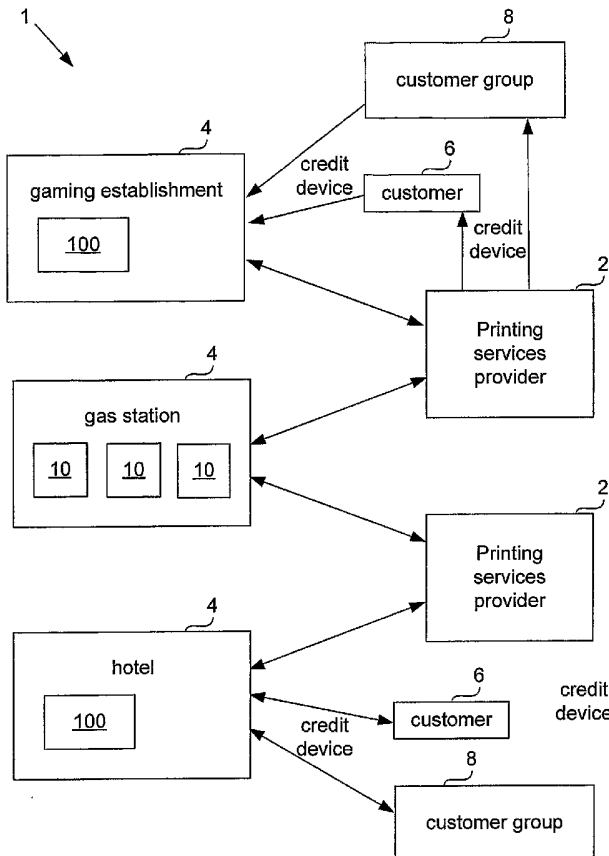 1
8
customer group
4
gaming establishment
100
credit
device
6
customer
credit
device
2
Printing
services
provider
4
gas station
10 10 10
2
Printing
services
provider
4
hotel
100
credit
device
6
customer
credit
device
8
customer group